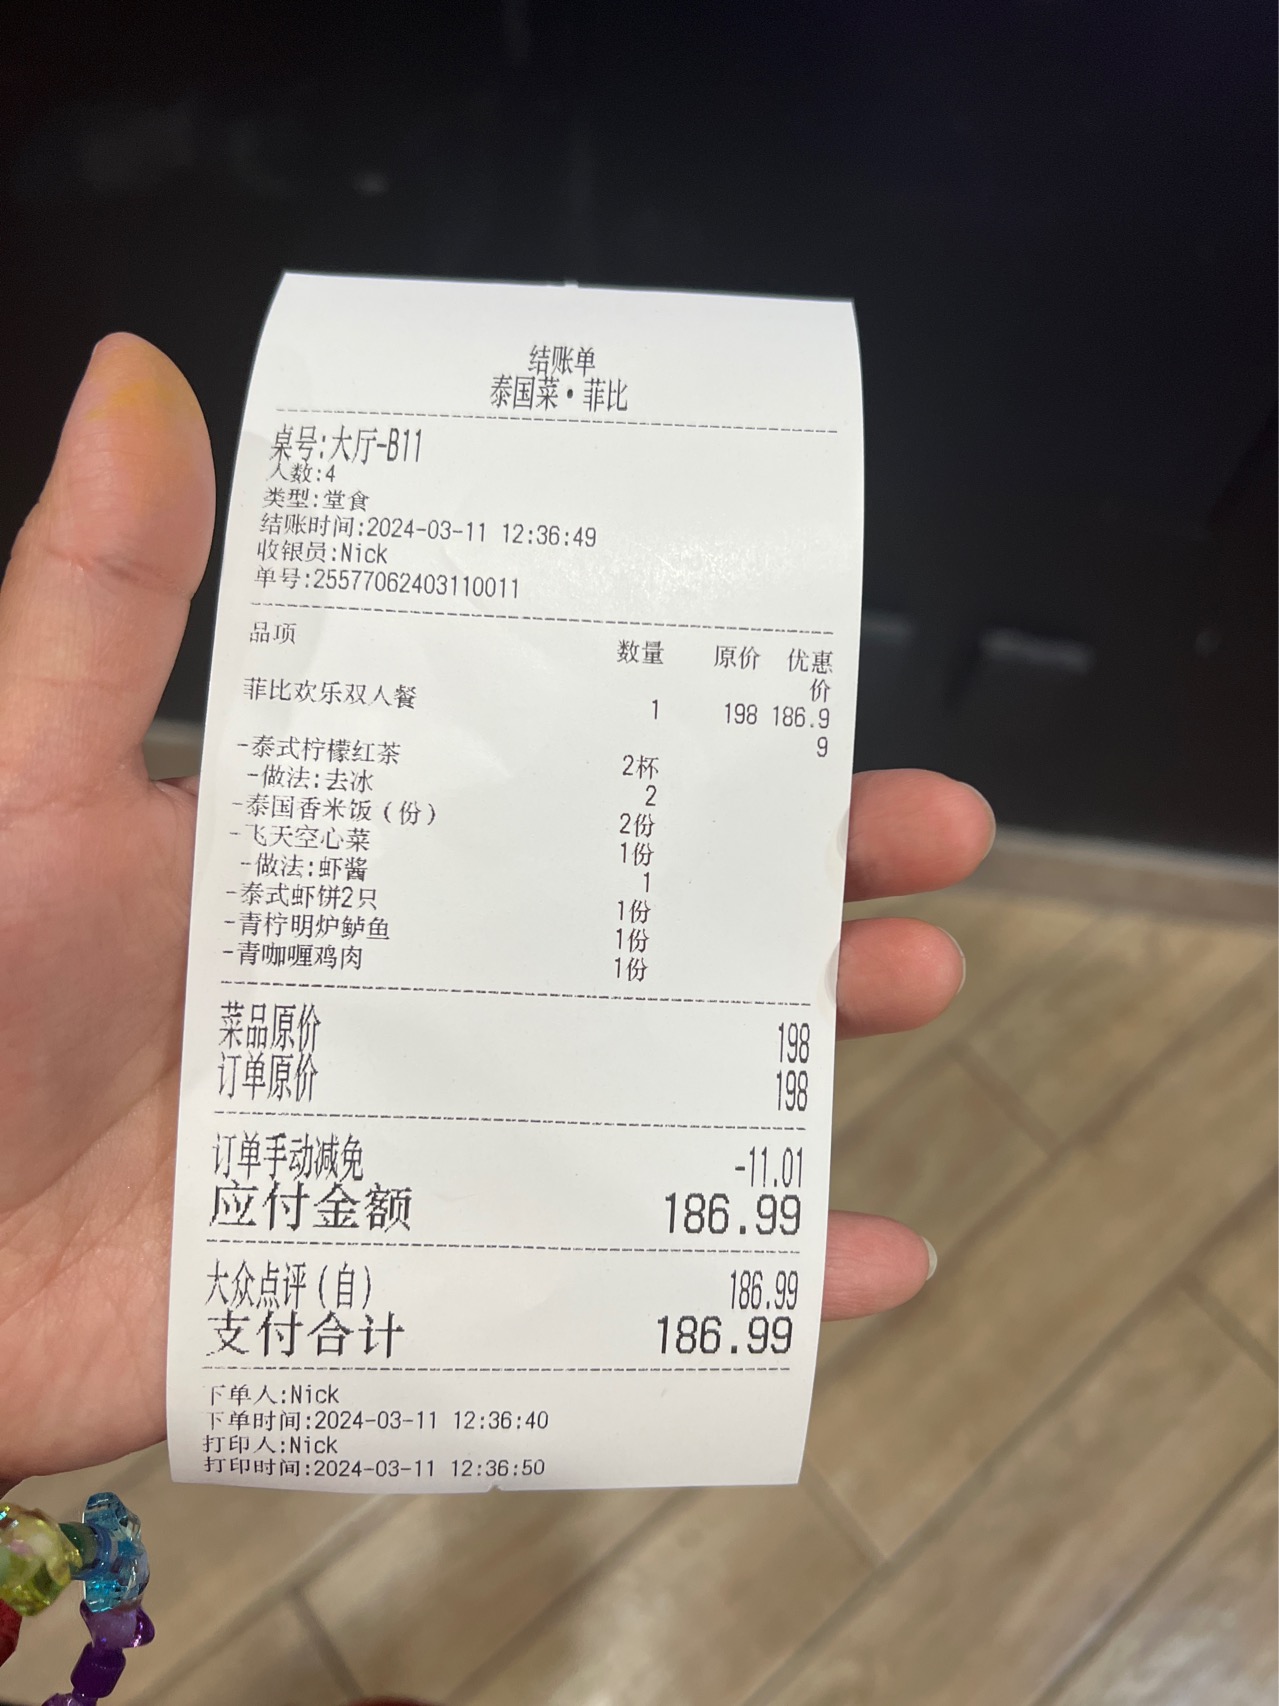 结账单
泰国菜·菲比
桌号:大厅-B11
人数:4
类型:堂食
结账时间:2024-03-11 12:36:49
收银员:Nick
单号:25577062403110011
品项 数量 原价 优惠
价
菲比欢乐双人餐 1 198 186.9
9
-泰式柠檬红茶 2杯
-做法:去冰 2
-泰国香米饭(份) 2份
-飞天空心菜 1份
-做法:虾酱 1
-泰式虾饼2只 1份
-青柠明炉鲈鱼 1份
-青咖喱鸡肉 1份
菜品原价 198
订单原价 198
订单手动减免 -11.01
应付金额 186.99
大众点评(自) 186.99
支付合计 186.99
下单人:Nick
下单时间:2024-03-11 12:36:40
打印人:Nick
打印时间:2024-03-11 12:36:50